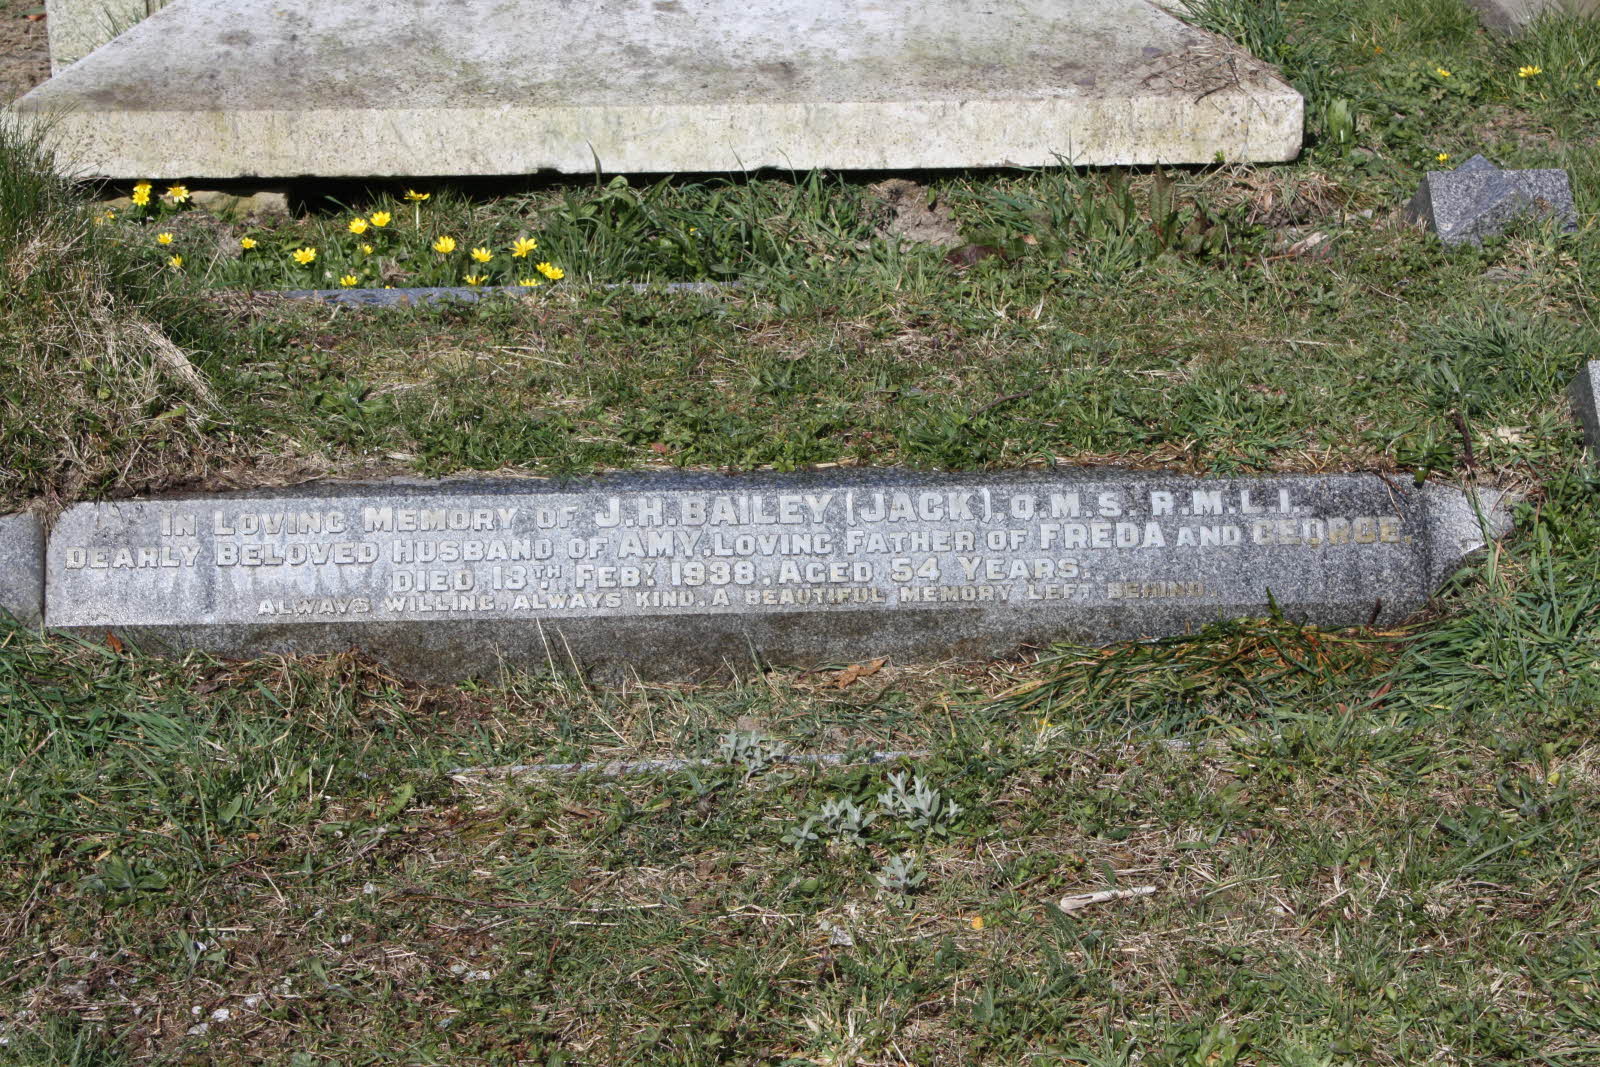 IN LOVING MEMORY OF J.H. BAILEY (JACK), Q.M.S. R.M.L.I.
DEARLY BELOVED HUSBAND OF AMY, LOVING FATHER OF FREDA AND GEORGE.
DIED 13TH FEBY. 1938, AGED 54 YEARS.
ALWAYS WILLING, ALWAYS KIND, A BEAUTIFUL MEMORY LEFT BEHIND.